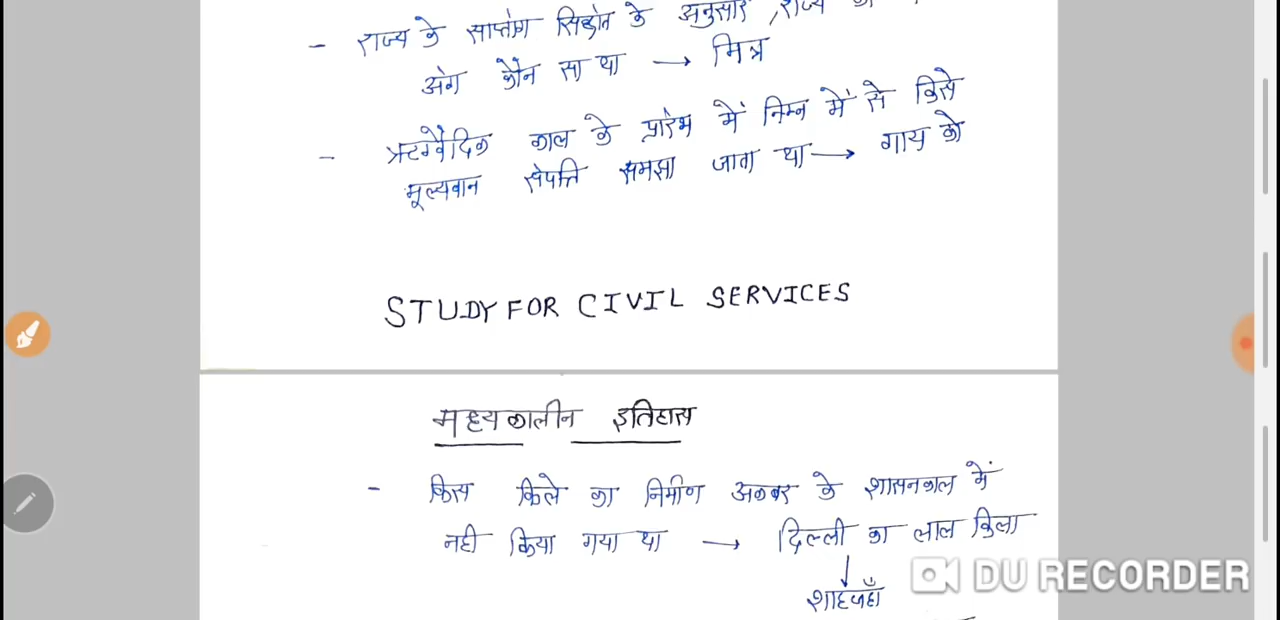 - राज्य के साप्तांग सिद्धांत के अनुसार, राज्य का
अंग कौन सा था → मित्र
- ऋग्वैदिक काल के प्रारंभ में निम्न में से किसे
मूल्यवान संपत्ति समझा जाता था → गाय को
STUDY FOR CIVIL SERVICES
मध्यकालीन इतिहास
- किस किले का निर्माण अकबर के शासनकाल में
नही किया गया था → दिल्ली का लाल किला
↓
शाहजहाँ
DU RECORDER